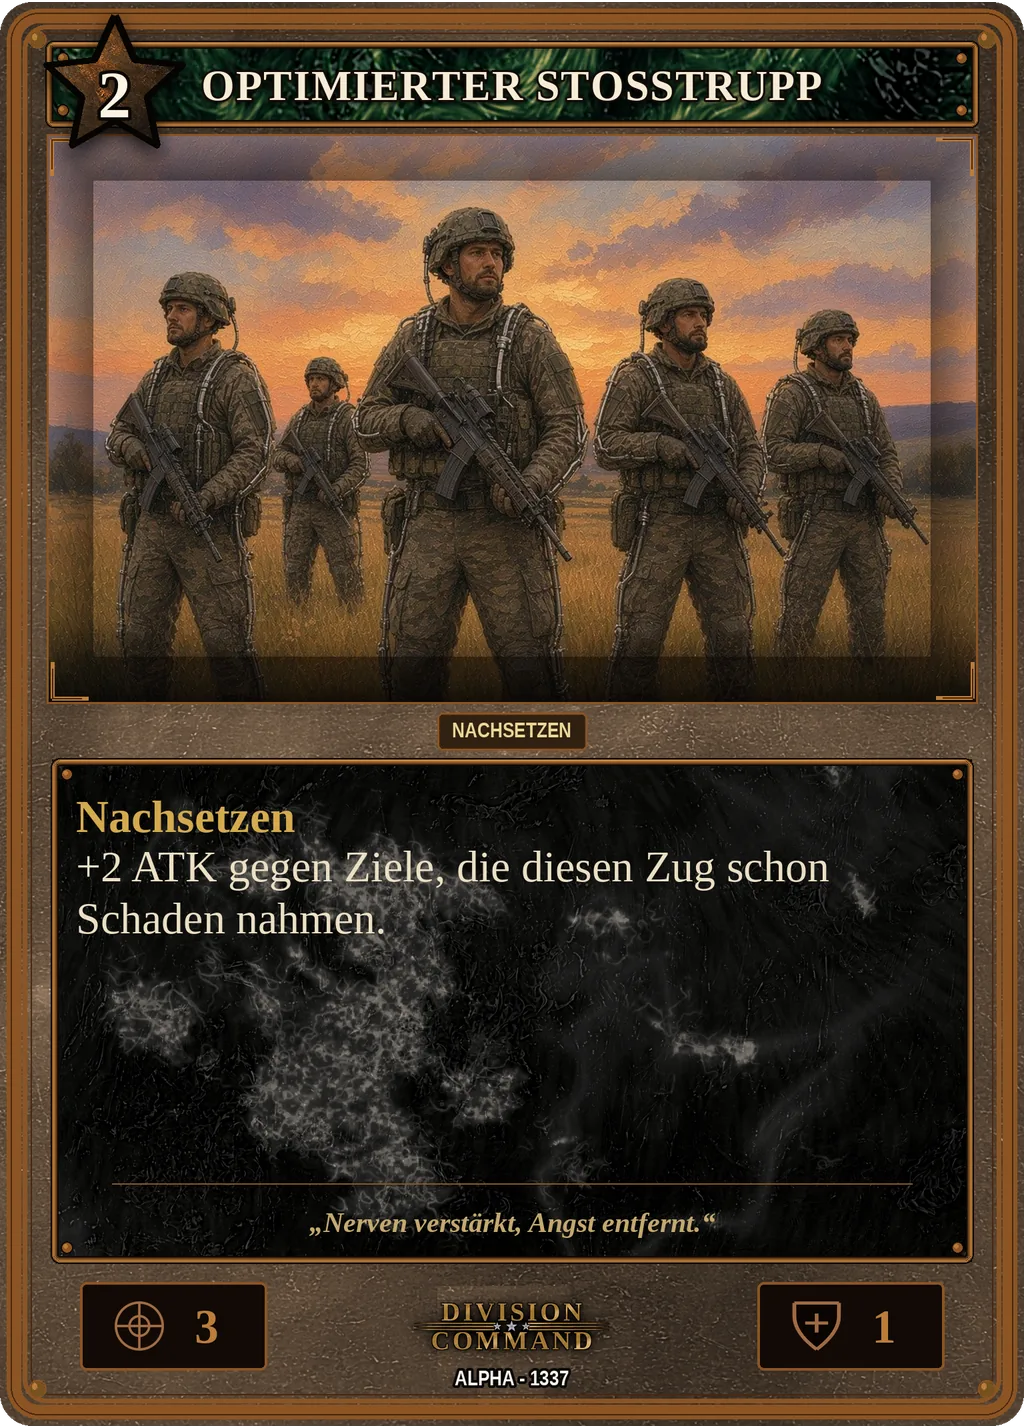 2
OPTIMIERTER STOSSTRUPP
NACHSETZEN
Nachsetzen
+2 ATK gegen Ziele, die diesen Zug schon
Schaden nahmen.
„Nerven verstärkt, Angst entfernt.“
3
DIVISION
COMMAND
1
ALPHA - 1337